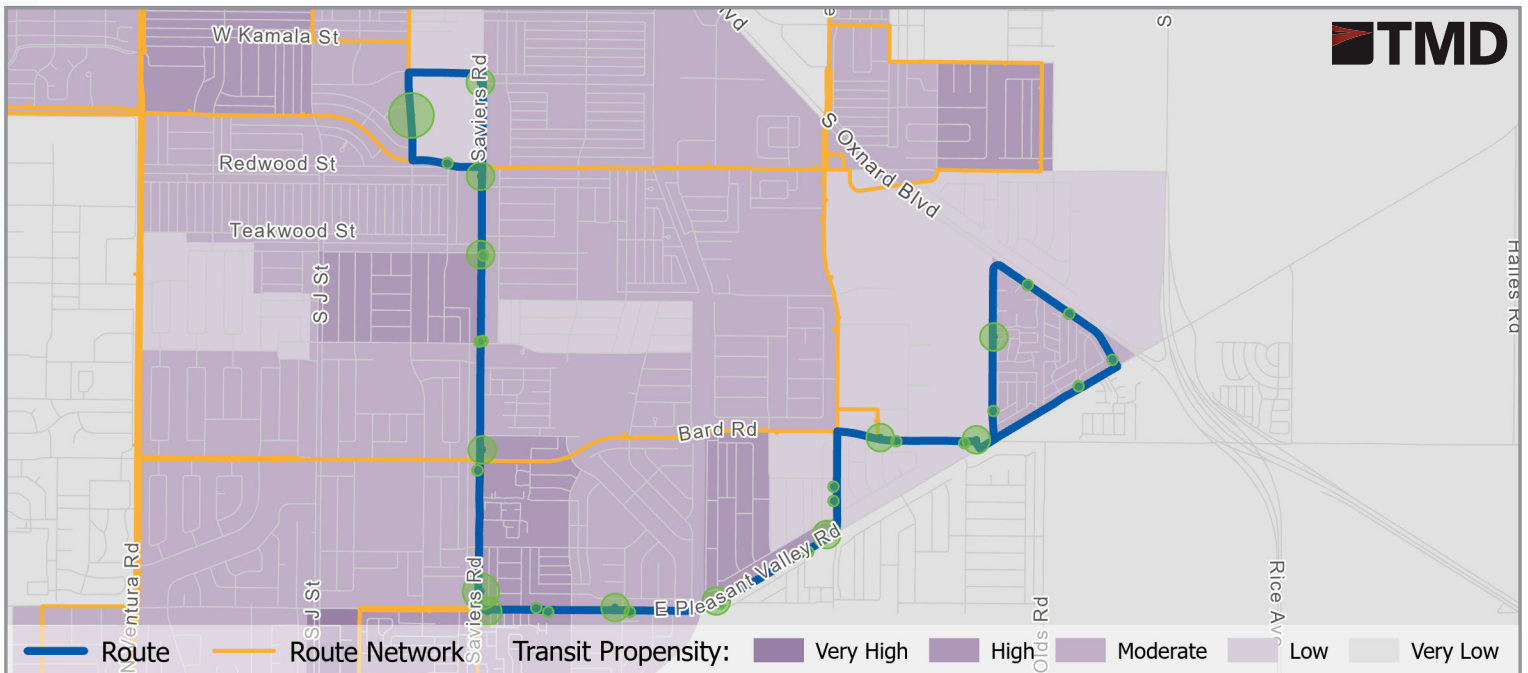 lvd
e
S
W Kamala St
TMD
Saviers Rd
S Oxnard Blvd
Redwood St
Teakwood St
S J St
Hailes Rd
Bard Rd
E Pleasant Valley Rd
N Ventura Rd
S J St
Saviers Rd
Olds Rd
Rice Ave
Route
Route Network
Transit Propensity:
Very High
High
Moderate
Low
Very Low